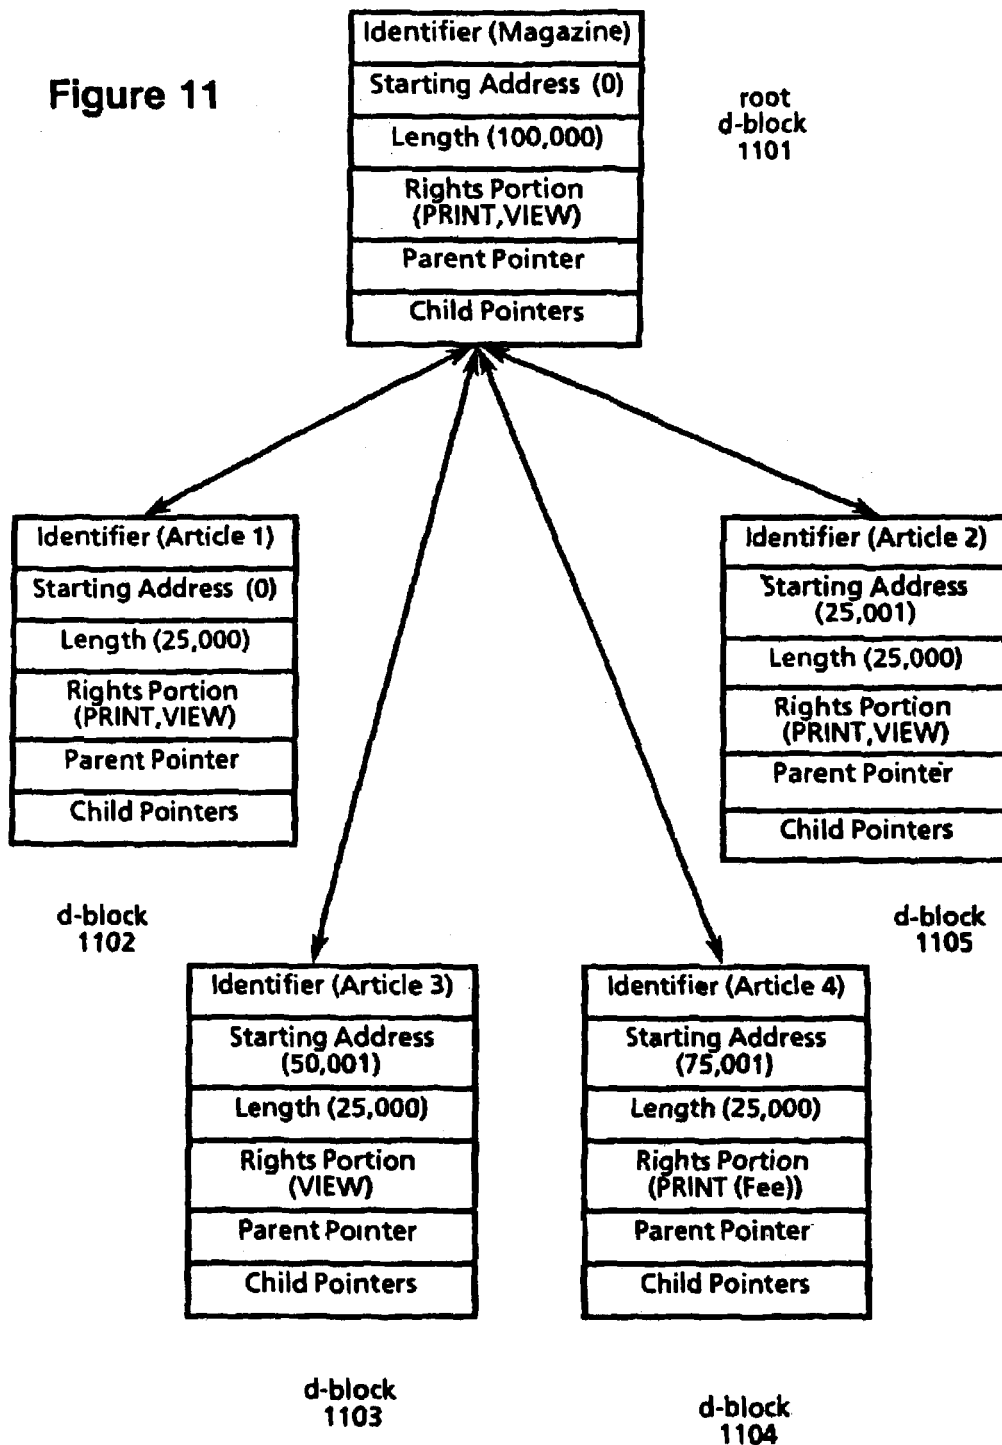 Figure 11
Identifier (Magazine)
Starting Address (0)
Length (100,000)
Rights Portion
(PRINT,VIEW)
Parent Pointer
Child Pointers
root
d-block
1101
Identifier (Article 1)
Starting Address (0)
Length (25,000)
Rights Portion
(PRINT,VIEW)
Parent Pointer
Child Pointers
d-block
1102
Identifier (Article 2)
Starting Address
(25,001)
Length (25,000)
Rights Portion
(PRINT,VIEW)
Parent Pointer
Child Pointers
d-block
1105
Identifier (Article 3)
Starting Address
(50,001)
Length (25,000)
Rights Portion
(VIEW)
Parent Pointer
Child Pointers
d-block
1103
Identifier (Article 4)
Starting Address
(75,001)
Length (25,000)
Rights Portion
(PRINT (Fee))
Parent Pointer
Child Pointers
d-block
1104